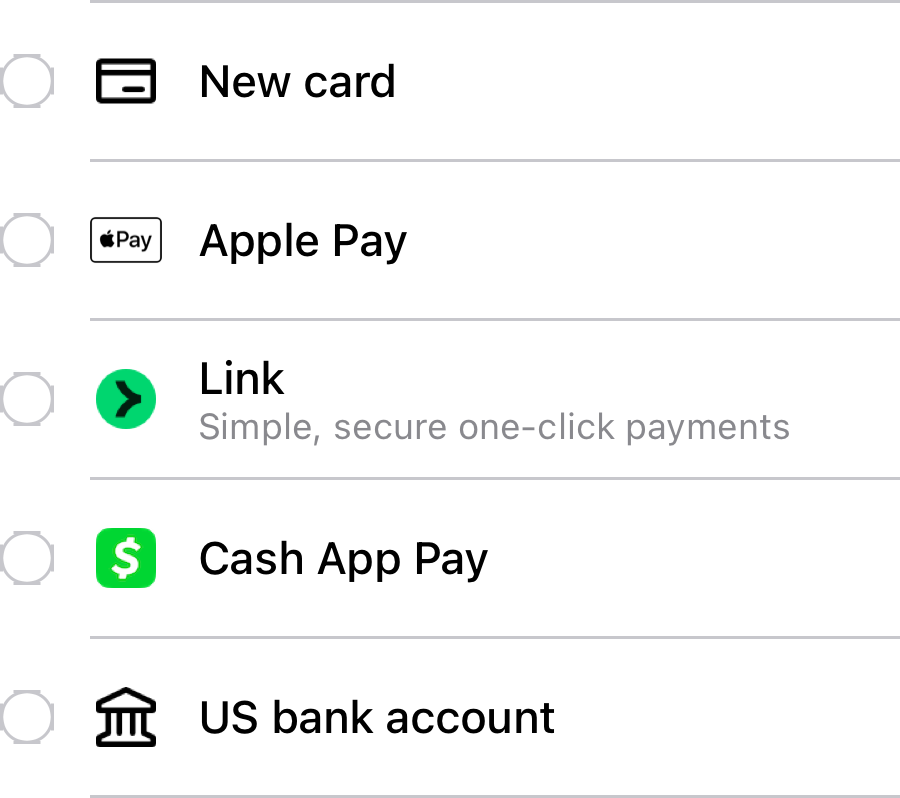 New card
Pay
Apple Pay
Link
Simple, secure one-click payments
$
Cash App Pay
US bank account